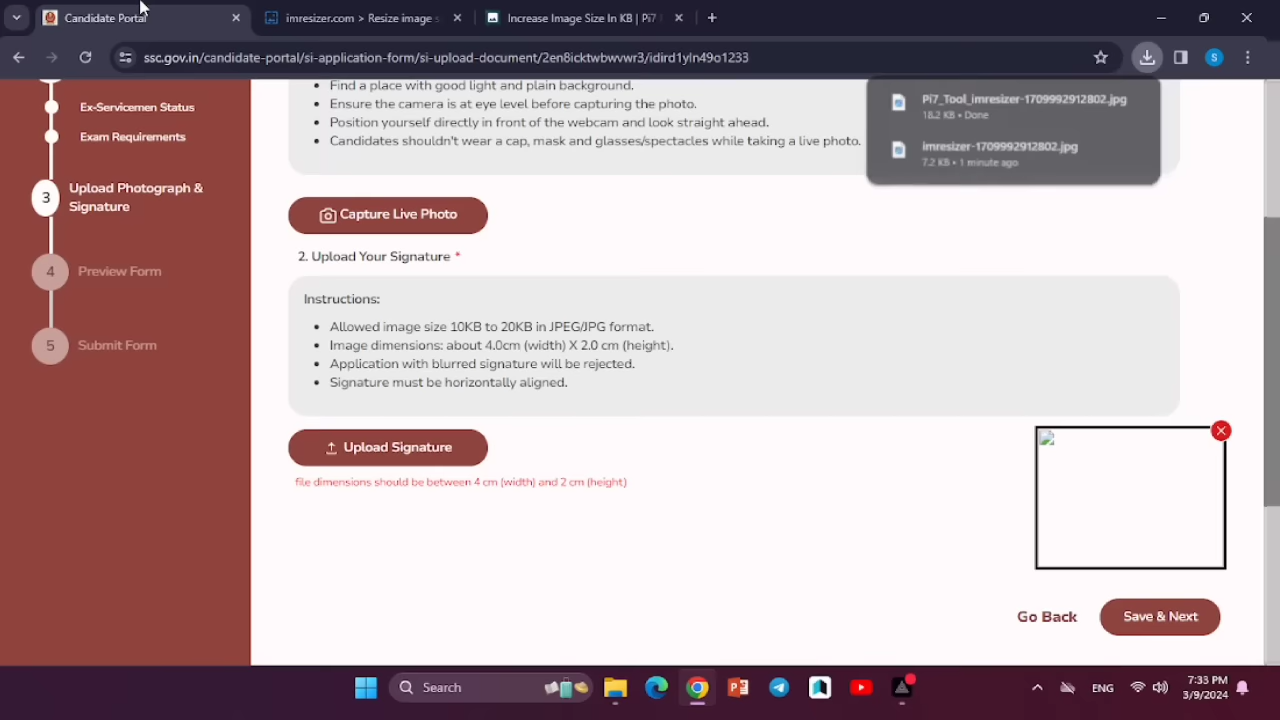 Candidate Portal
imresizer.com > Resize image s
Increase Image Size In KB | Pi7
ssc.gov.in/candidate-portal/si-application-form/si-upload-document/2en8icktwbwvwr3/idird1yln49o1233
S
Ex-Servicemen Status
Exam Requirements
3
Upload Photograph &
Signature
4 Preview Form
5 Submit Form
• Find a place with good light and plain background.
• Ensure the camera is at eye level before capturing the photo.
• Position yourself directly in front of the webcam and look straight ahead.
• Candidates shouldn't wear a cap, mask and glasses/spectacles while taking a live photo.
Pi7_Tool_imresizer-1709992912802.jpg
18.2 KB • Done
imresizer-1709992912802.jpg
7.2 KB • 1 minute ago
Capture Live Photo
2. Upload Your Signature *
Instructions:
• Allowed image size 10KB to 20KB in JPEG/JPG format.
• Image dimensions: about 4.0cm (width) X 2.0 cm (height).
• Application with blurred signature will be rejected.
• Signature must be horizontally aligned.
Upload Signature
file dimensions should be between 4 cm (width) and 2 cm (height)
Go Back
Save & Next
Search
ENG
7:33 PM
3/9/2024